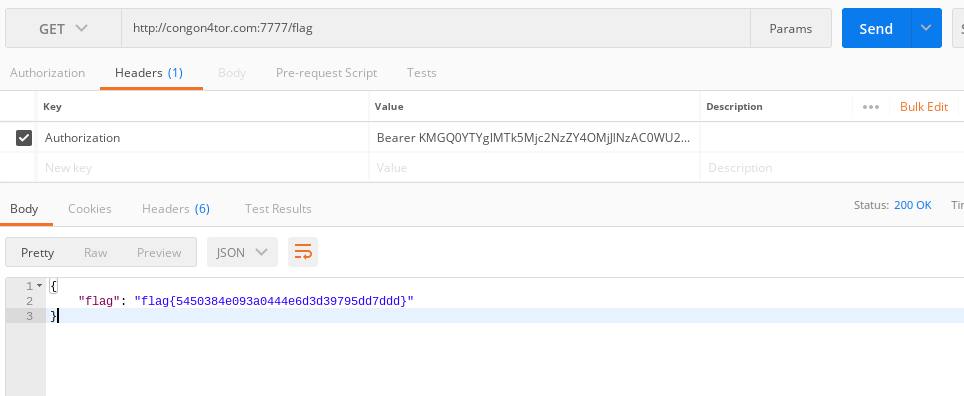 GET http://congon4tor.com:7777/flag Params Send S
Authorization Headers (1) Body Pre-request Script Tests
Key Value Description ••• Bulk Edit
Authorization Bearer KMGQ0YTYgIMTk5Mjc2NzZY4OMjJlNzAC0WU2...
New key Value Description
Body Cookies Headers (6) Test Results Status: 200 OK Tin
Pretty Raw Preview JSON
1 {
2 "flag": "flag{5450384e093a0444e6d3d39795dd7ddd}"
3 }